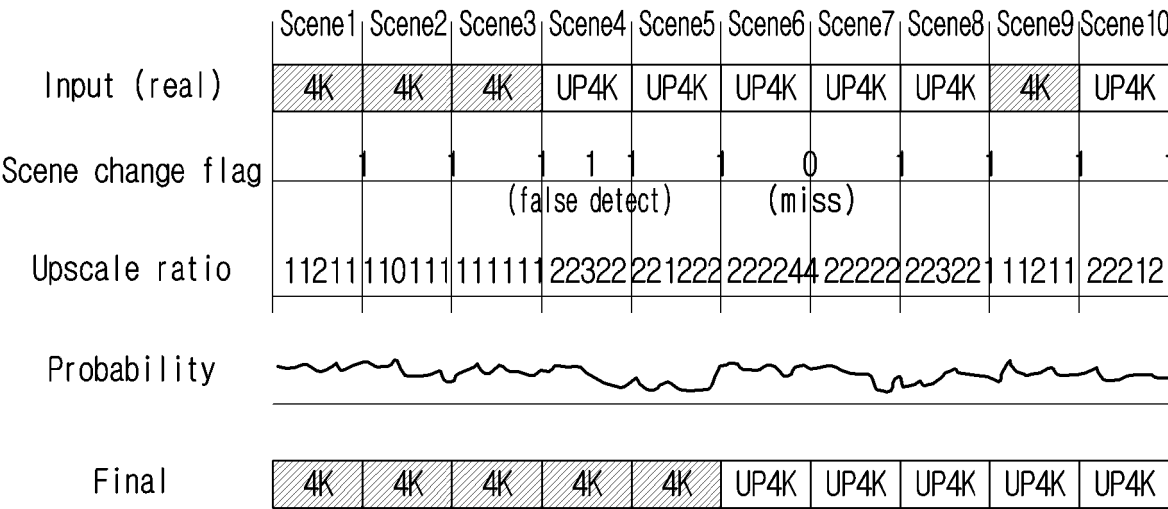 Scene1 Scene2 Scene3 Scene4 Scene5 Scene6 Scene7 Scene8 Scene9 Scene10
Input (real) 4K 4K 4K UP4K UP4K UP4K UP4K UP4K 4K UP4K
Scene change flag 1 1 1 1 1 1 0 1 1 1 1
(false detect) (miss)
Upscale ratio 11211 110111 111111 22322 221222 222244 22222 223221 11211 22212
Probability
Final 4K 4K 4K 4K 4K UP4K UP4K UP4K UP4K UP4K